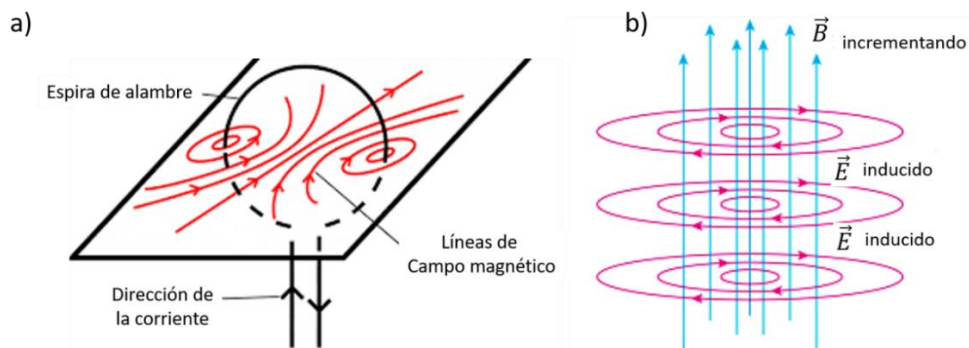 a)
Espira de alambre
Líneas de
Campo magnético
Dirección de
la corriente
b)
B⃗ incrementando
E⃗ inducido
E⃗ inducido